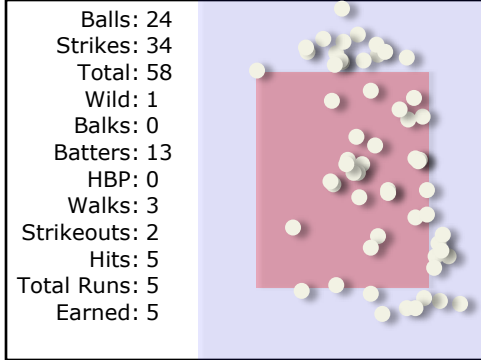 Balls: 24
Strikes: 34
Total: 58
Wild: 1
Balks: 0
Batters: 13
HBP: 0
Walks: 3
Strikeouts: 2
Hits: 5
Total Runs: 5
Earned: 5